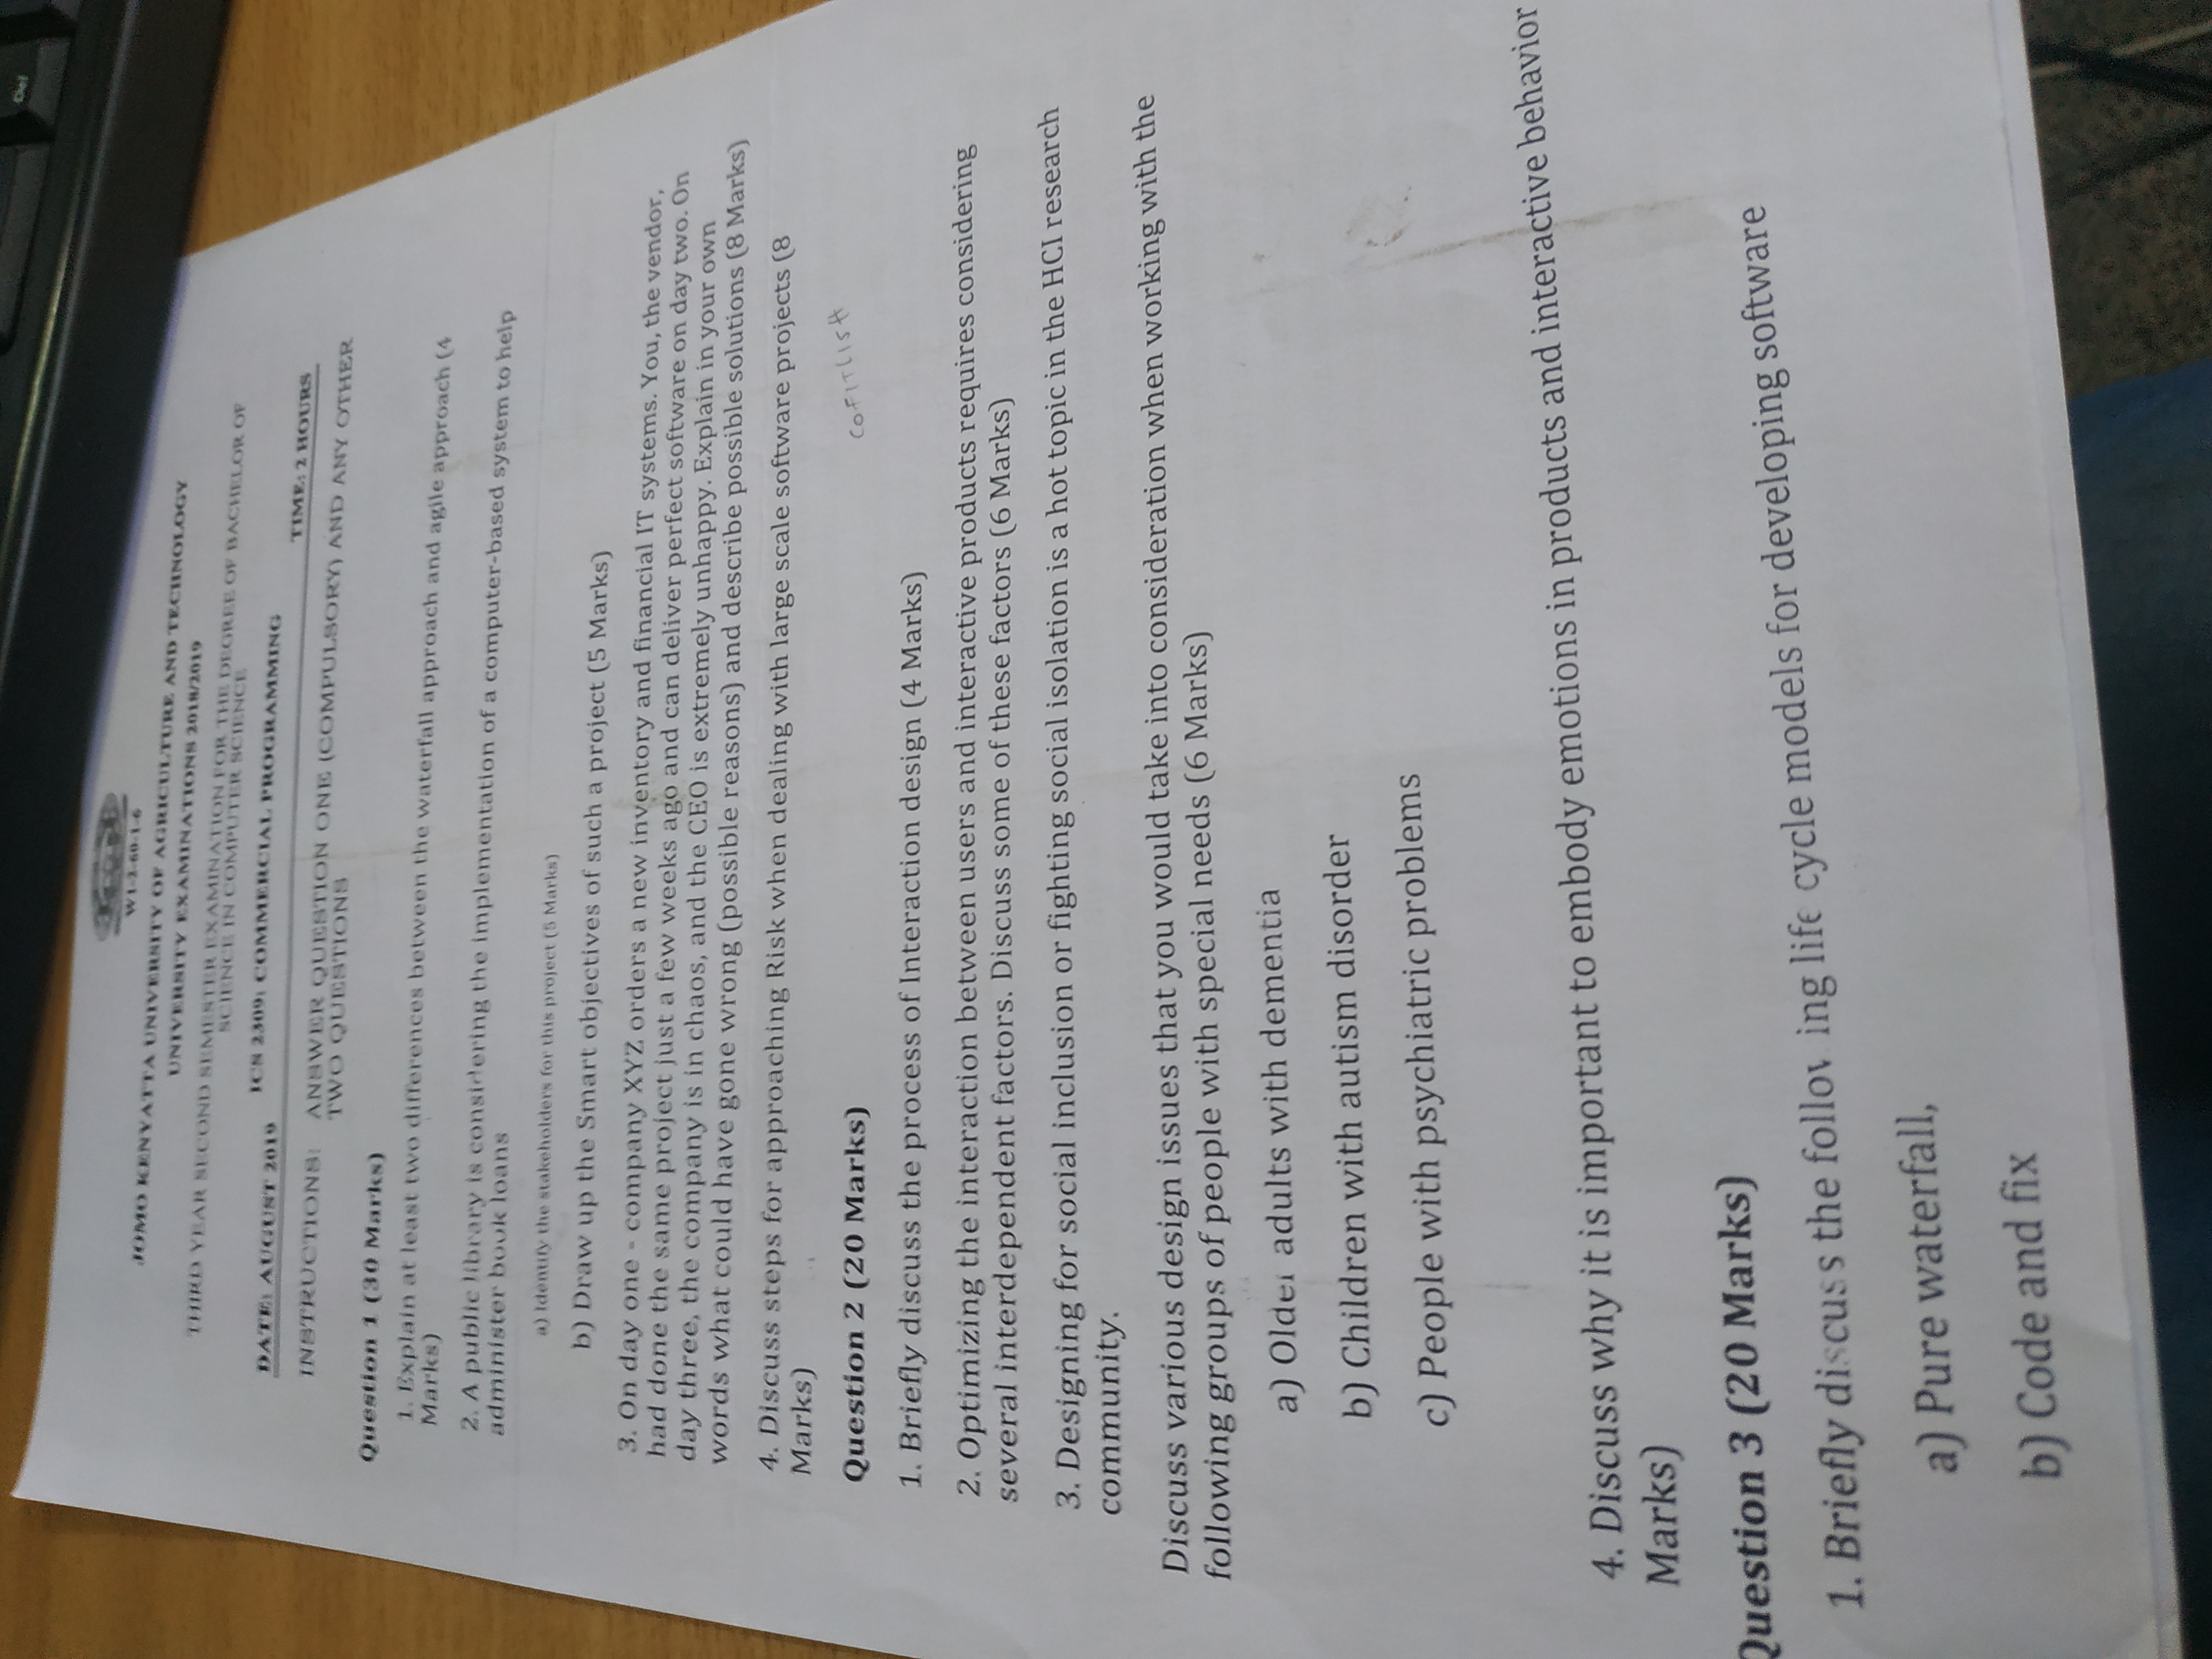 Del
W1-2-60-1-6
JOMO KENYATTA UNIVERSITY OF AGRICULTURE AND TECHNOLOGY
UNIVERSITY EXAMINATIONS 2018/2019
THIRD YEAR SECOND SEMESTER EXAMINATION FOR THE DEGREE OF BACHELOR OF
SCIENCE IN COMPUTER SCIENCE
ICS 2309: COMMERCIAL PROGRAMMING
DATE: AUGUST 2019 TIME: 2 HOURS
INSTRUCTIONS: ANSWER QUESTION ONE (COMPULSORY) AND ANY OTHER
TWO QUESTIONS
Question 1 (30 Marks)
1. Explain at least two differences between the waterfall approach and agile approach (4
Marks)
2. A public library is considering the implementation of a computer-based system to help
administer book loans
a) Identify the stakeholders for this project (5 Marks)
b) Draw up the Smart objectives of such a project (5 Marks)
3. On day one - company XYZ orders a new inventory and financial IT systems. You, the vendor,
had done the same project just a few weeks ago and can deliver perfect software on day two. On
day three, the company is in chaos, and the CEO is extremely unhappy. Explain in your own
words what could have gone wrong (possible reasons) and describe possible solutions (8 Marks)
4. Discuss steps for approaching Risk when dealing with large scale software projects (8
Marks)
COFITLISH
Question 2 (20 Marks)
1. Briefly discuss the process of Interaction design (4 Marks)
2. Optimizing the interaction between users and interactive products requires considering
several interdependent factors. Discuss some of these factors (6 Marks)
3. Designing for social inclusion or fighting social isolation is a hot topic in the HCI research
community.
Discuss various design issues that you would take into consideration when working with the
following groups of people with special needs (6 Marks)
a) Older adults with dementia
b) Children with autism disorder
c) People with psychiatric problems
4. Discuss why it is important to embody emotions in products and interactive behavior
Marks)
Question 3 (20 Marks)
1. Briefly discuss the following life cycle models for developing software
a) Pure waterfall,
b) Code and fix